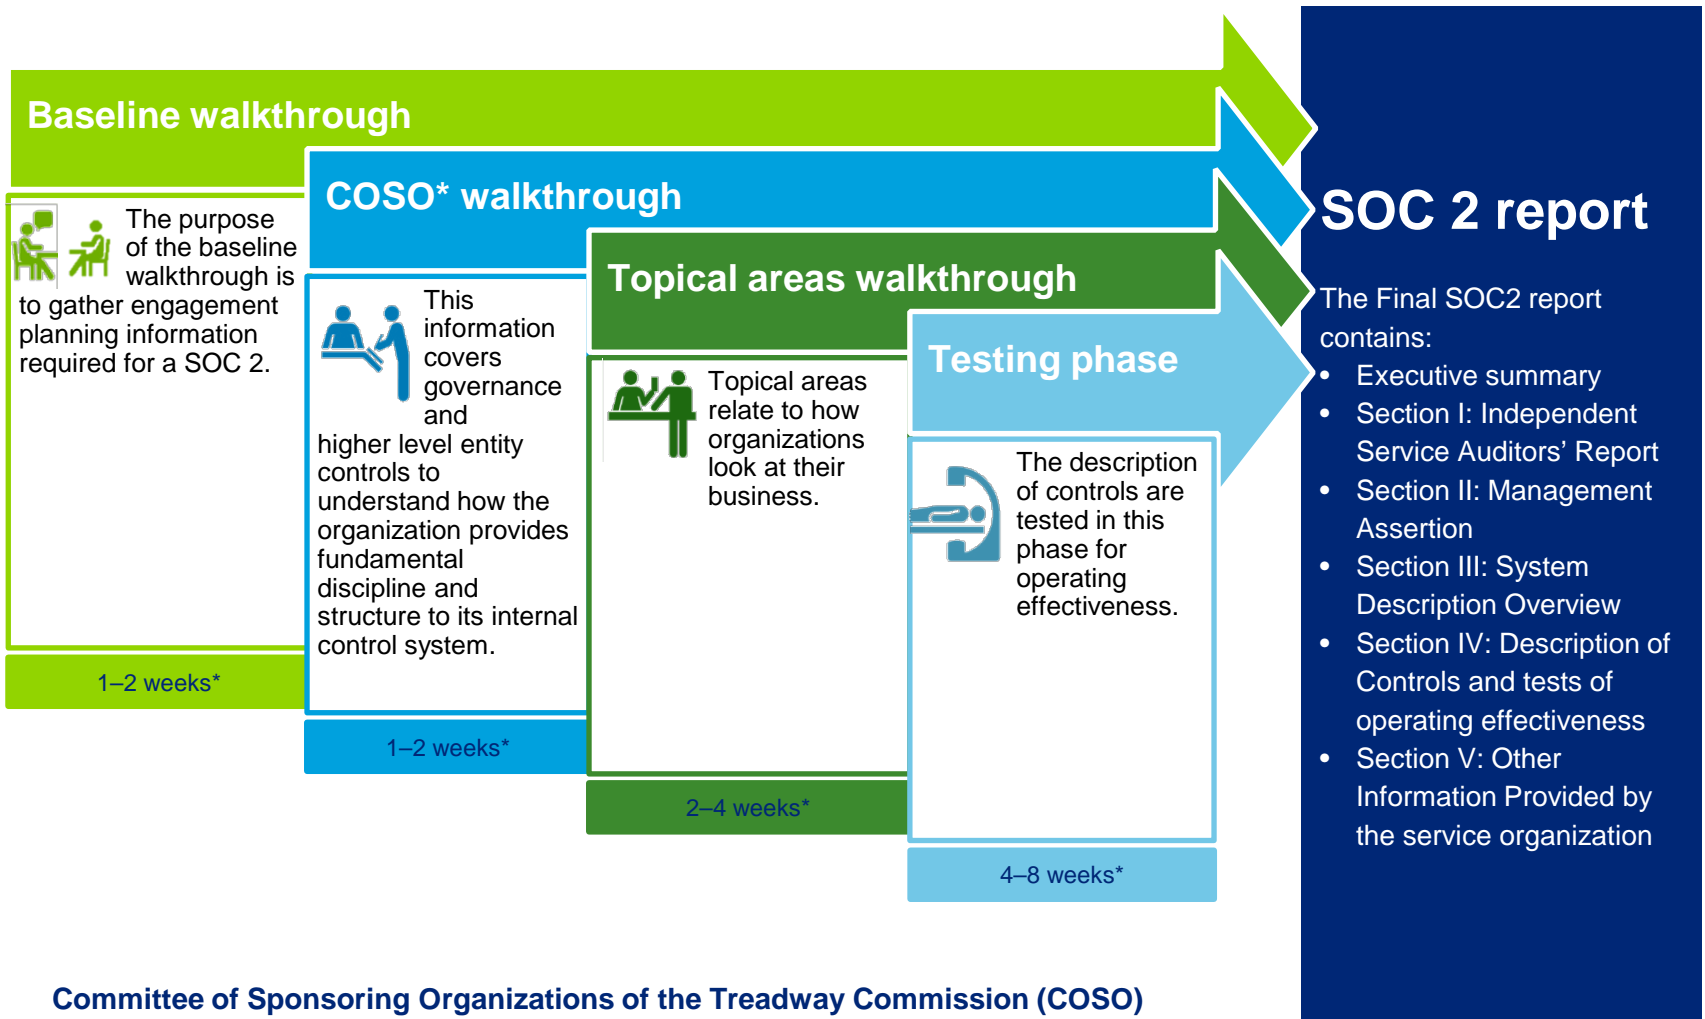 Baseline walkthrough
The purpose
of the baseline
walkthrough is
to gather engagement
planning information
required for a SOC 2.
1–2 weeks*
COSO* walkthrough
This
information
covers
governance
and
higher level entity
controls to
understand how the
organization provides
fundamental
discipline and
structure to its internal
control system.
1–2 weeks*
Topical areas walkthrough
Topical areas
relate to how
organizations
look at their
business.
2–4 weeks*
Testing phase
The description
of controls are
tested in this
phase for
operating
effectiveness.
4–8 weeks*
SOC 2 report
The Final SOC2 report
contains:
• Executive summary
• Section I: Independent
Service Auditors’ Report
• Section II: Management
Assertion
• Section III: System
Description Overview
• Section IV: Description of
Controls and tests of
operating effectiveness
• Section V: Other
Information Provided by
the service organization
Committee of Sponsoring Organizations of the Treadway Commission (COSO)